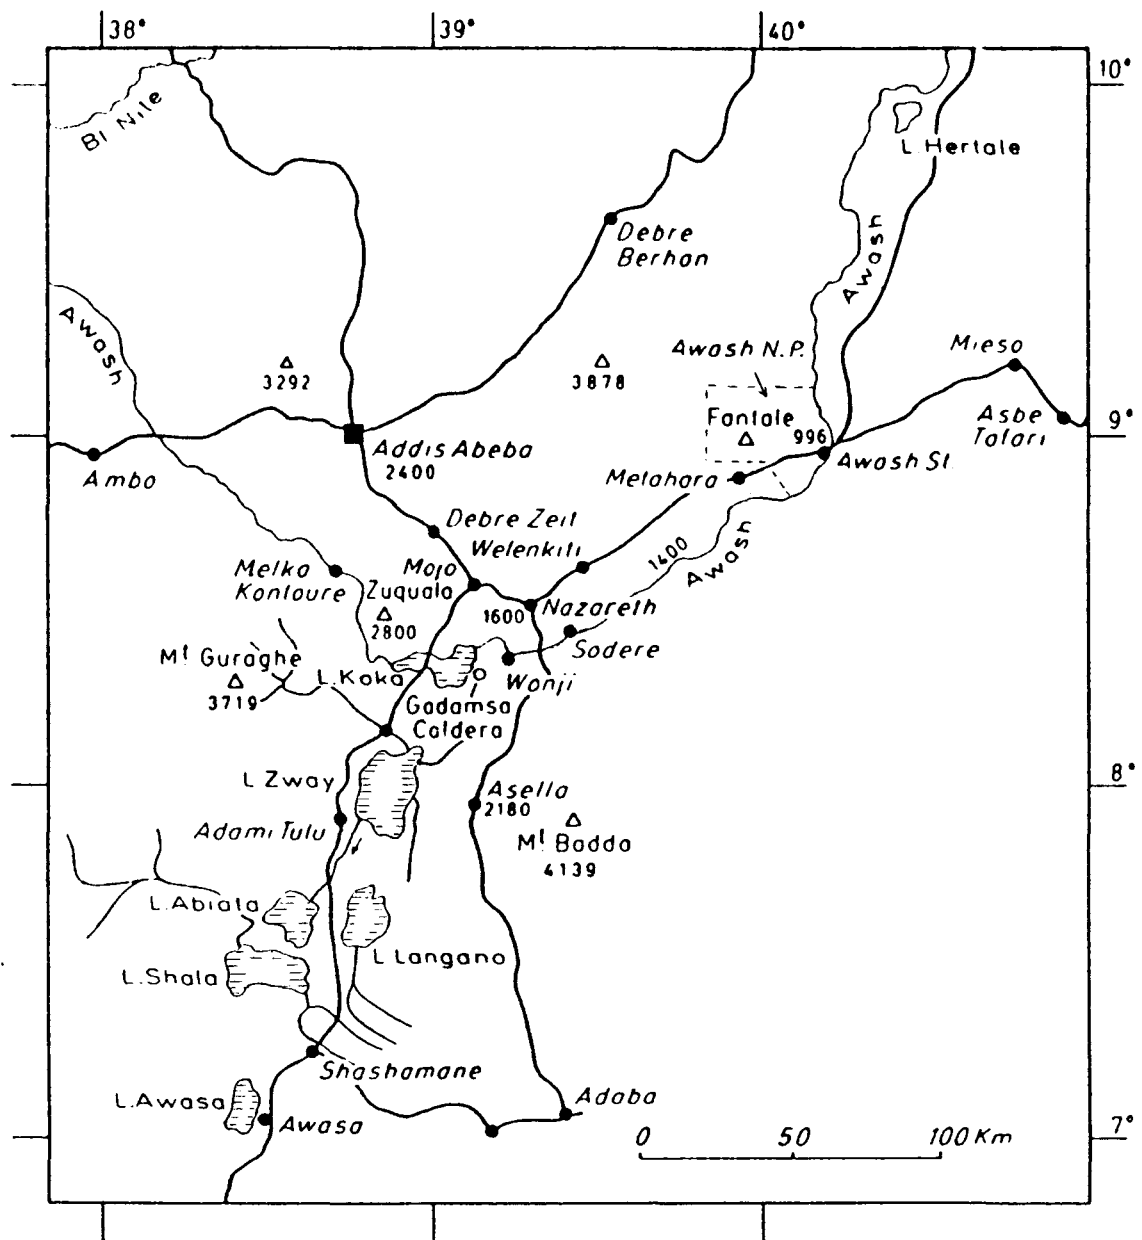 38°
39°
40°
10°
Bl Nile
L.Hertale
Debre
Berhan
Awash
Awash
Awash N.P.
Mieso
3292
3878
Fantale
996
Asbe
Tafari
9°
Addis Abeba
2400
Awash St.
Ambo
Metahara
Debre Zeit
Welenkiti
1400
Awash
Melka
Kontoure
Mojo
Zuquala
2800
1600
Nazareth
Sodere
Mt Guraghe
3719
L.Koka
Wonji
Gadamsa
Caldera
L Zway
8°
Asella
2180
Adami Tulu
Mt Badda
4139
L.Abiata
L Langano
L.Shala
Shashamane
Adaba
L.Awasa
Awasa
7°
0 50 100 Km